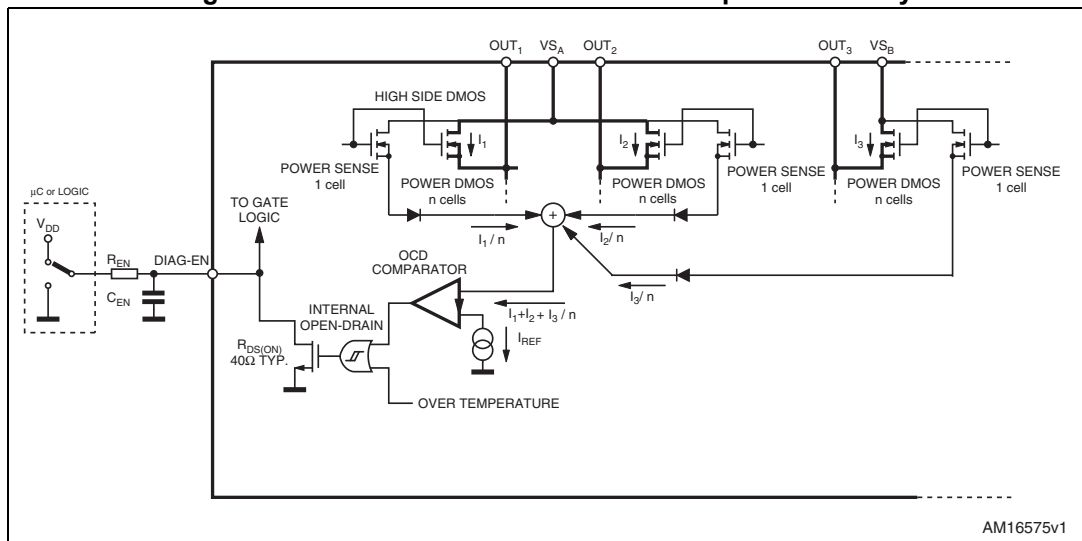 OUT1 VSA OUT2 OUT3 VSB
HIGH SIDE DMOS
I1 I2 I3
POWER SENSE
1 cell
POWER DMOS
n cells
POWER DMOS
n cells
POWER SENSE
1 cell
POWER DMOS
n cells
POWER SENSE
1 cell
µC or LOGIC
TO GATE
LOGIC
VDD
REN
DIAG-EN
CEN
+
I1 / n
I2/ n
I3/ n
OCD
COMPARATOR
I1+I2 + I3 / n
IREF
INTERNAL
OPEN-DRAIN
RDS(ON)
40Ω TYP.
OVER TEMPERATURE
AM16575v1